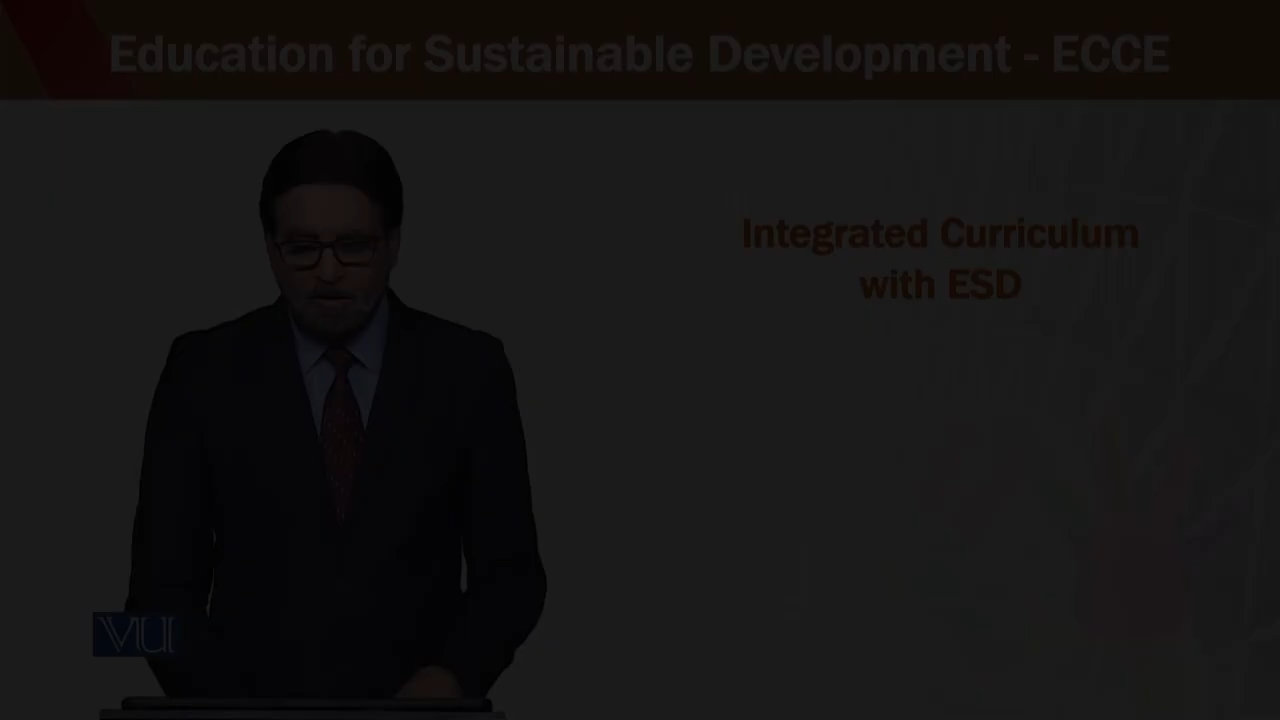 Education for Sustainable Development - ECCE
Integrated Curriculum
with ESD
VU